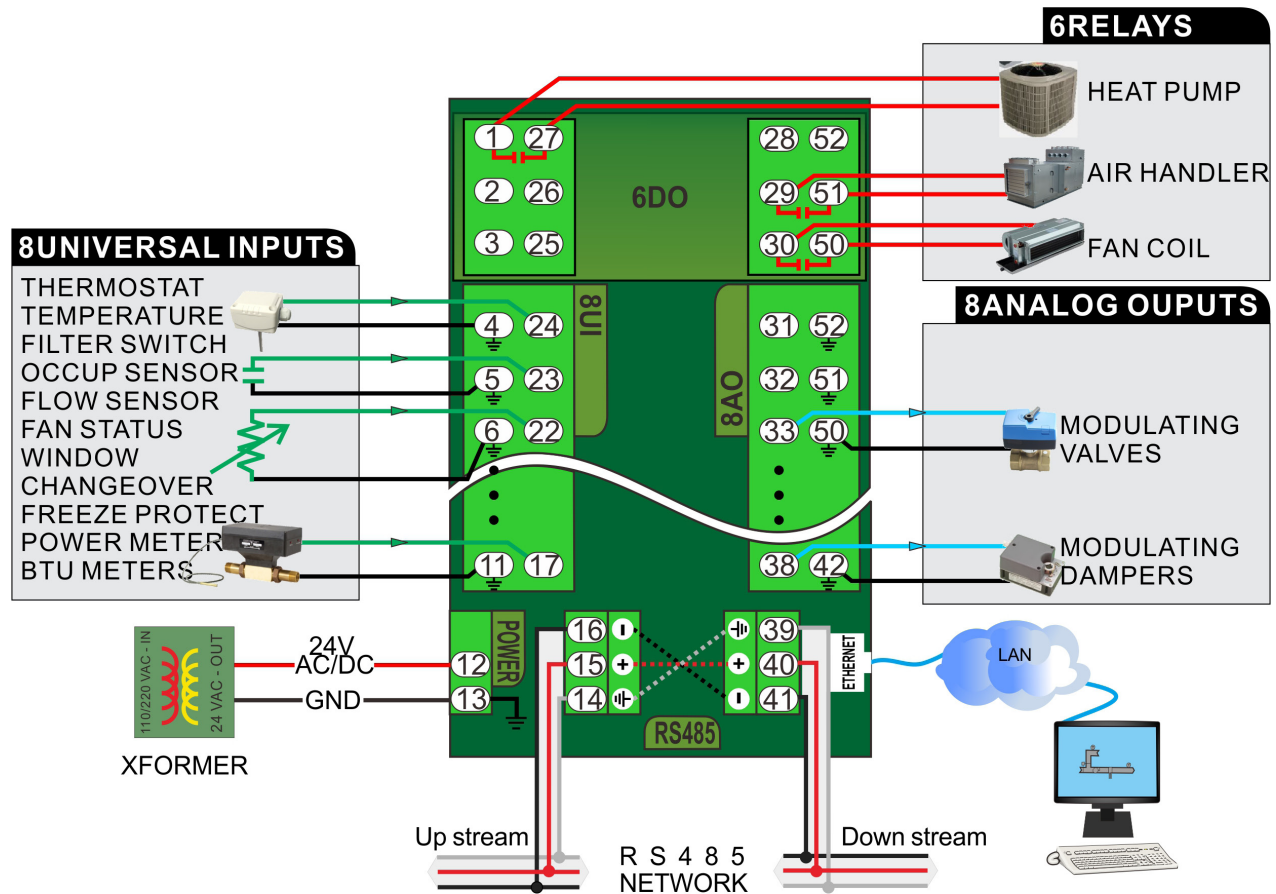 6RELAYS
HEAT PUMP
AIR HANDLER
FAN COIL
1 27
2 26
3 25
6DO
28 52
29 51
30 50
8UNIVERSAL INPUTS
THERMOSTAT
TEMPERATURE
FILTER SWITCH
OCCUP SENSOR
FLOW SENSOR
FAN STATUS
WINDOW
CHANGEOVER
FREEZE PROTECT
POWER METER
BTU METERS
8UI
4 24
5 23
6 22
11 17
8AO
31 52
32 51
33 50
38 42
8ANALOG OUPUTS
MODULATING
VALVES
MODULATING
DAMPERS
110/220 VAC - IN
24 VAC - OUT
XFORMER
24V
AC/DC
GND
POWER
12
13
16 -
15 +
14
39
+ 40
- 41
RS485
ETHERNET
LAN
Up stream
Down stream
RS485
NETWORK